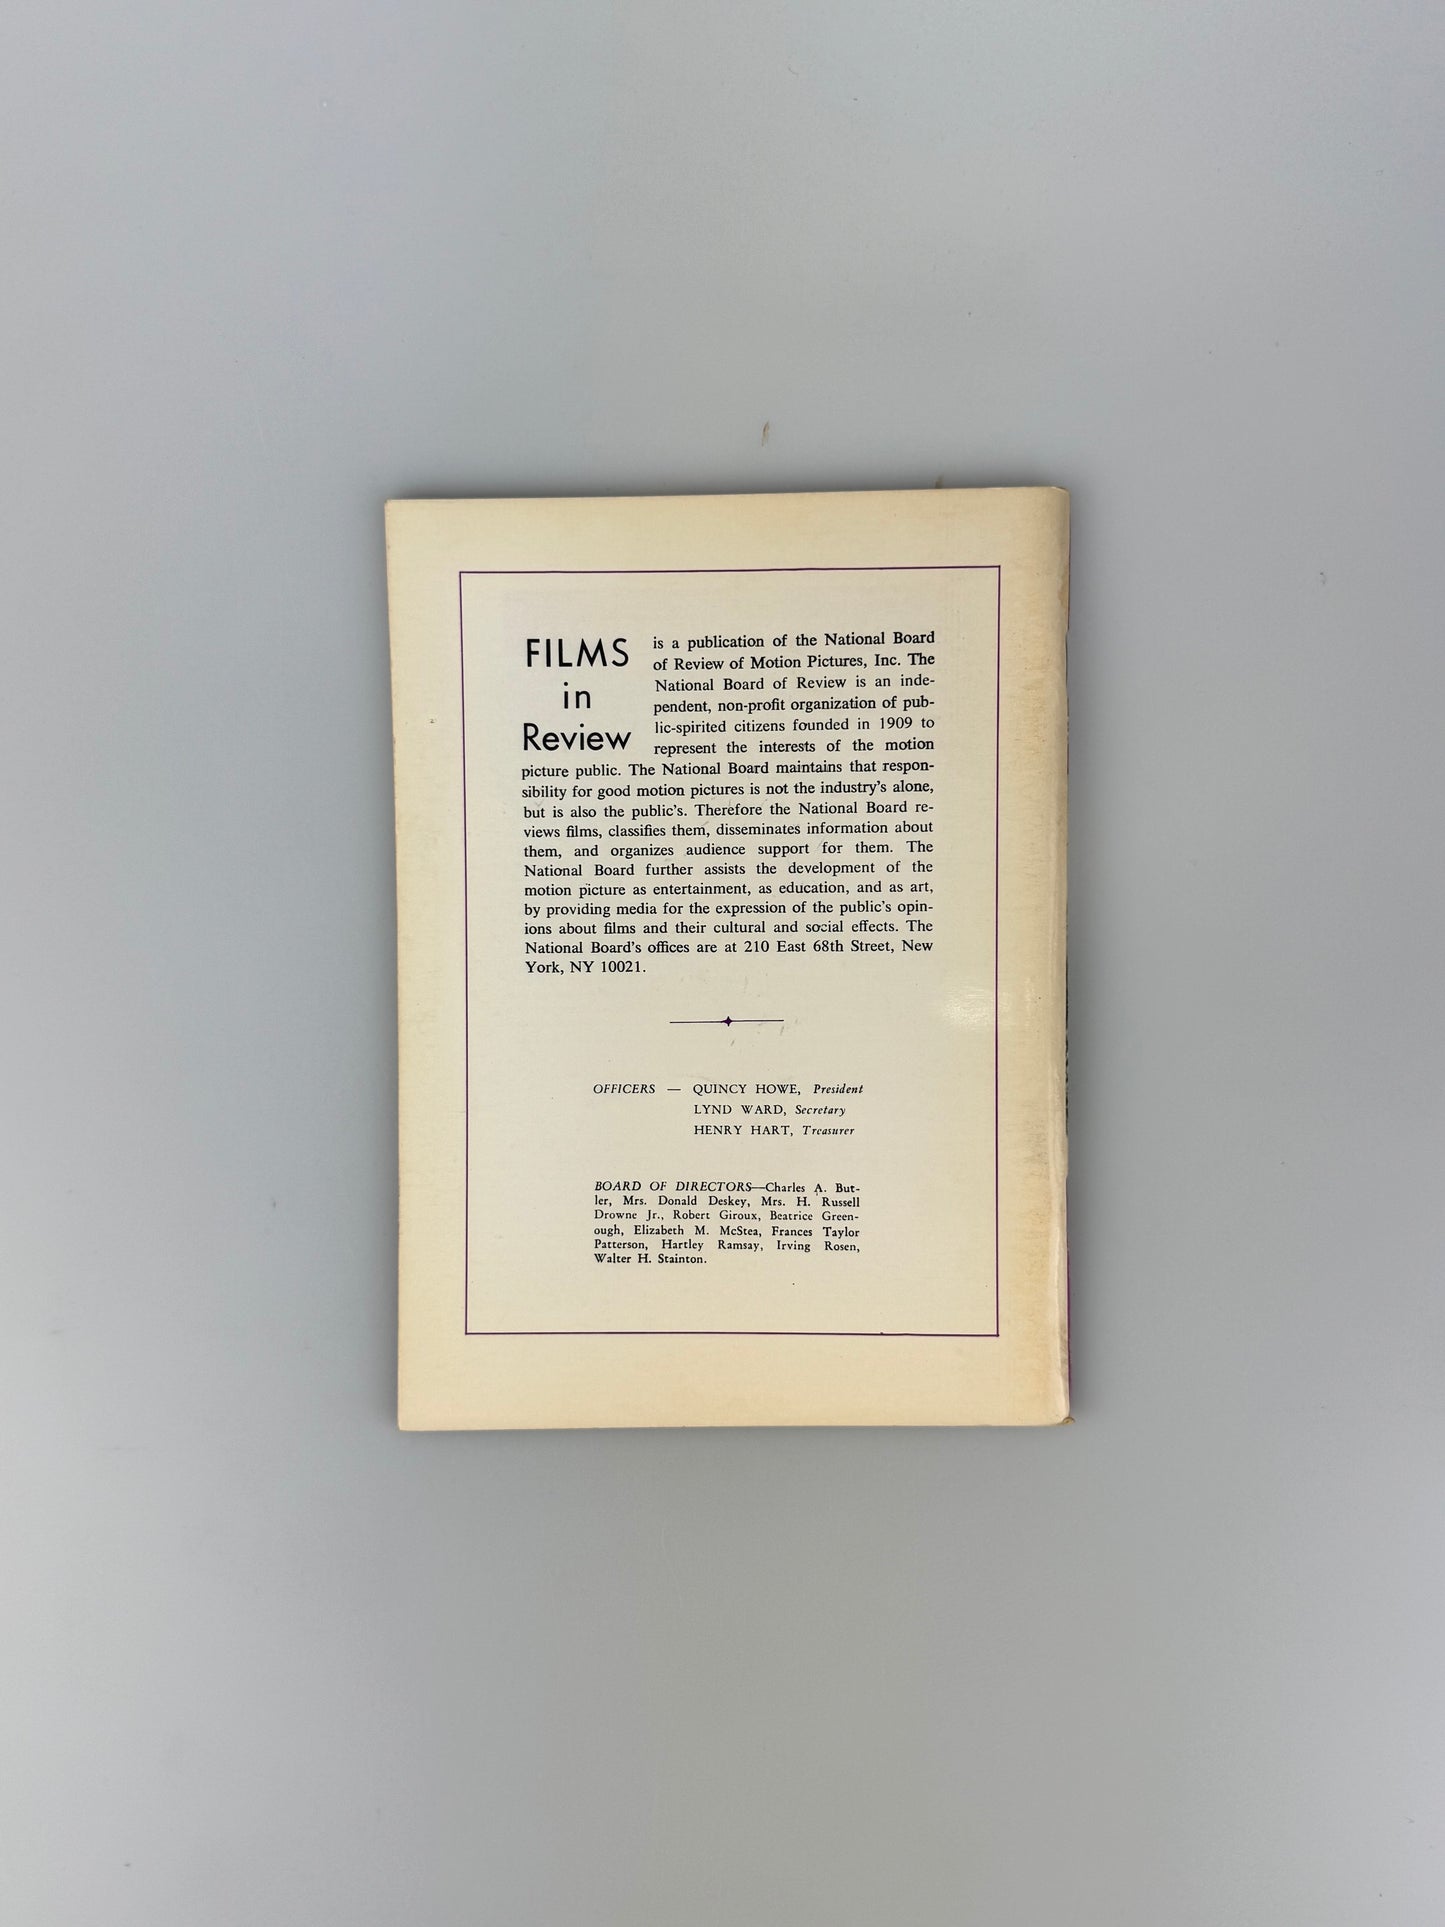 FILMS
in
Review
is a publication of the National Board
of Review of Motion Pictures, Inc. The
National Board of Review is an inde-
pendent, non-profit organization of pub-
lic-spirited citizens founded in 1909 to
represent the interests of the motion
picture public. The National Board maintains that respon-
sibility for good motion pictures is not the industry's alone,
but is also the public's. Therefore the National Board re-
views films, classifies them, disseminates information about
them, and organizes audience support for them. The
National Board further assists the development of the
motion picture as entertainment, as education, and as art,
by providing media for the expression of the public's opin-
ions about films and their cultural and social effects. The
National Board's offices are at 210 East 68th Street, New
York, NY 10021.
OFFICERS — QUINCY HOWE, President
LYND WARD, Secretary
HENRY HART, Treasurer
BOARD OF DIRECTORS—Charles A. But-
ler, Mrs. Donald Deskey, Mrs. H. Russell
Drowne Jr., Robert Giroux, Beatrice Green-
ough, Elizabeth M. McStea, Frances Taylor
Patterson, Hartley Ramsay, Irving Rosen,
Walter H. Stainton.